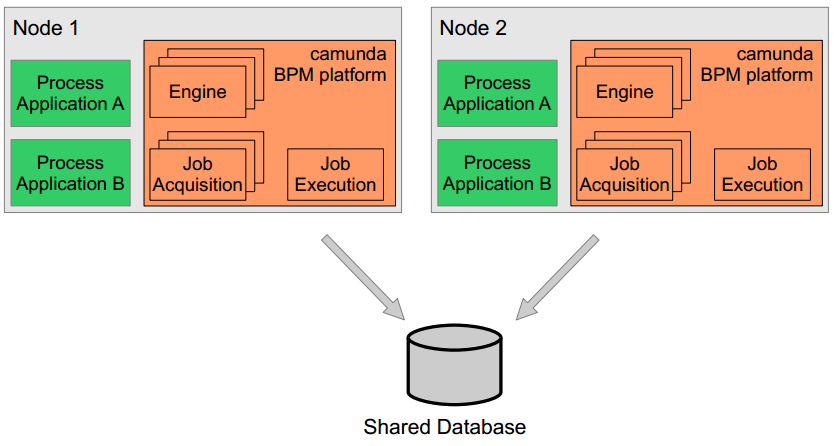 Node 1
camunda
BPM platform
Process
Application A
Engine
Process
Application B
Job
Acquisition
Job
Execution
Node 2
camunda
BPM platform
Process
Application A
Engine
Process
Application B
Job
Acquisition
Job
Execution
Shared Database